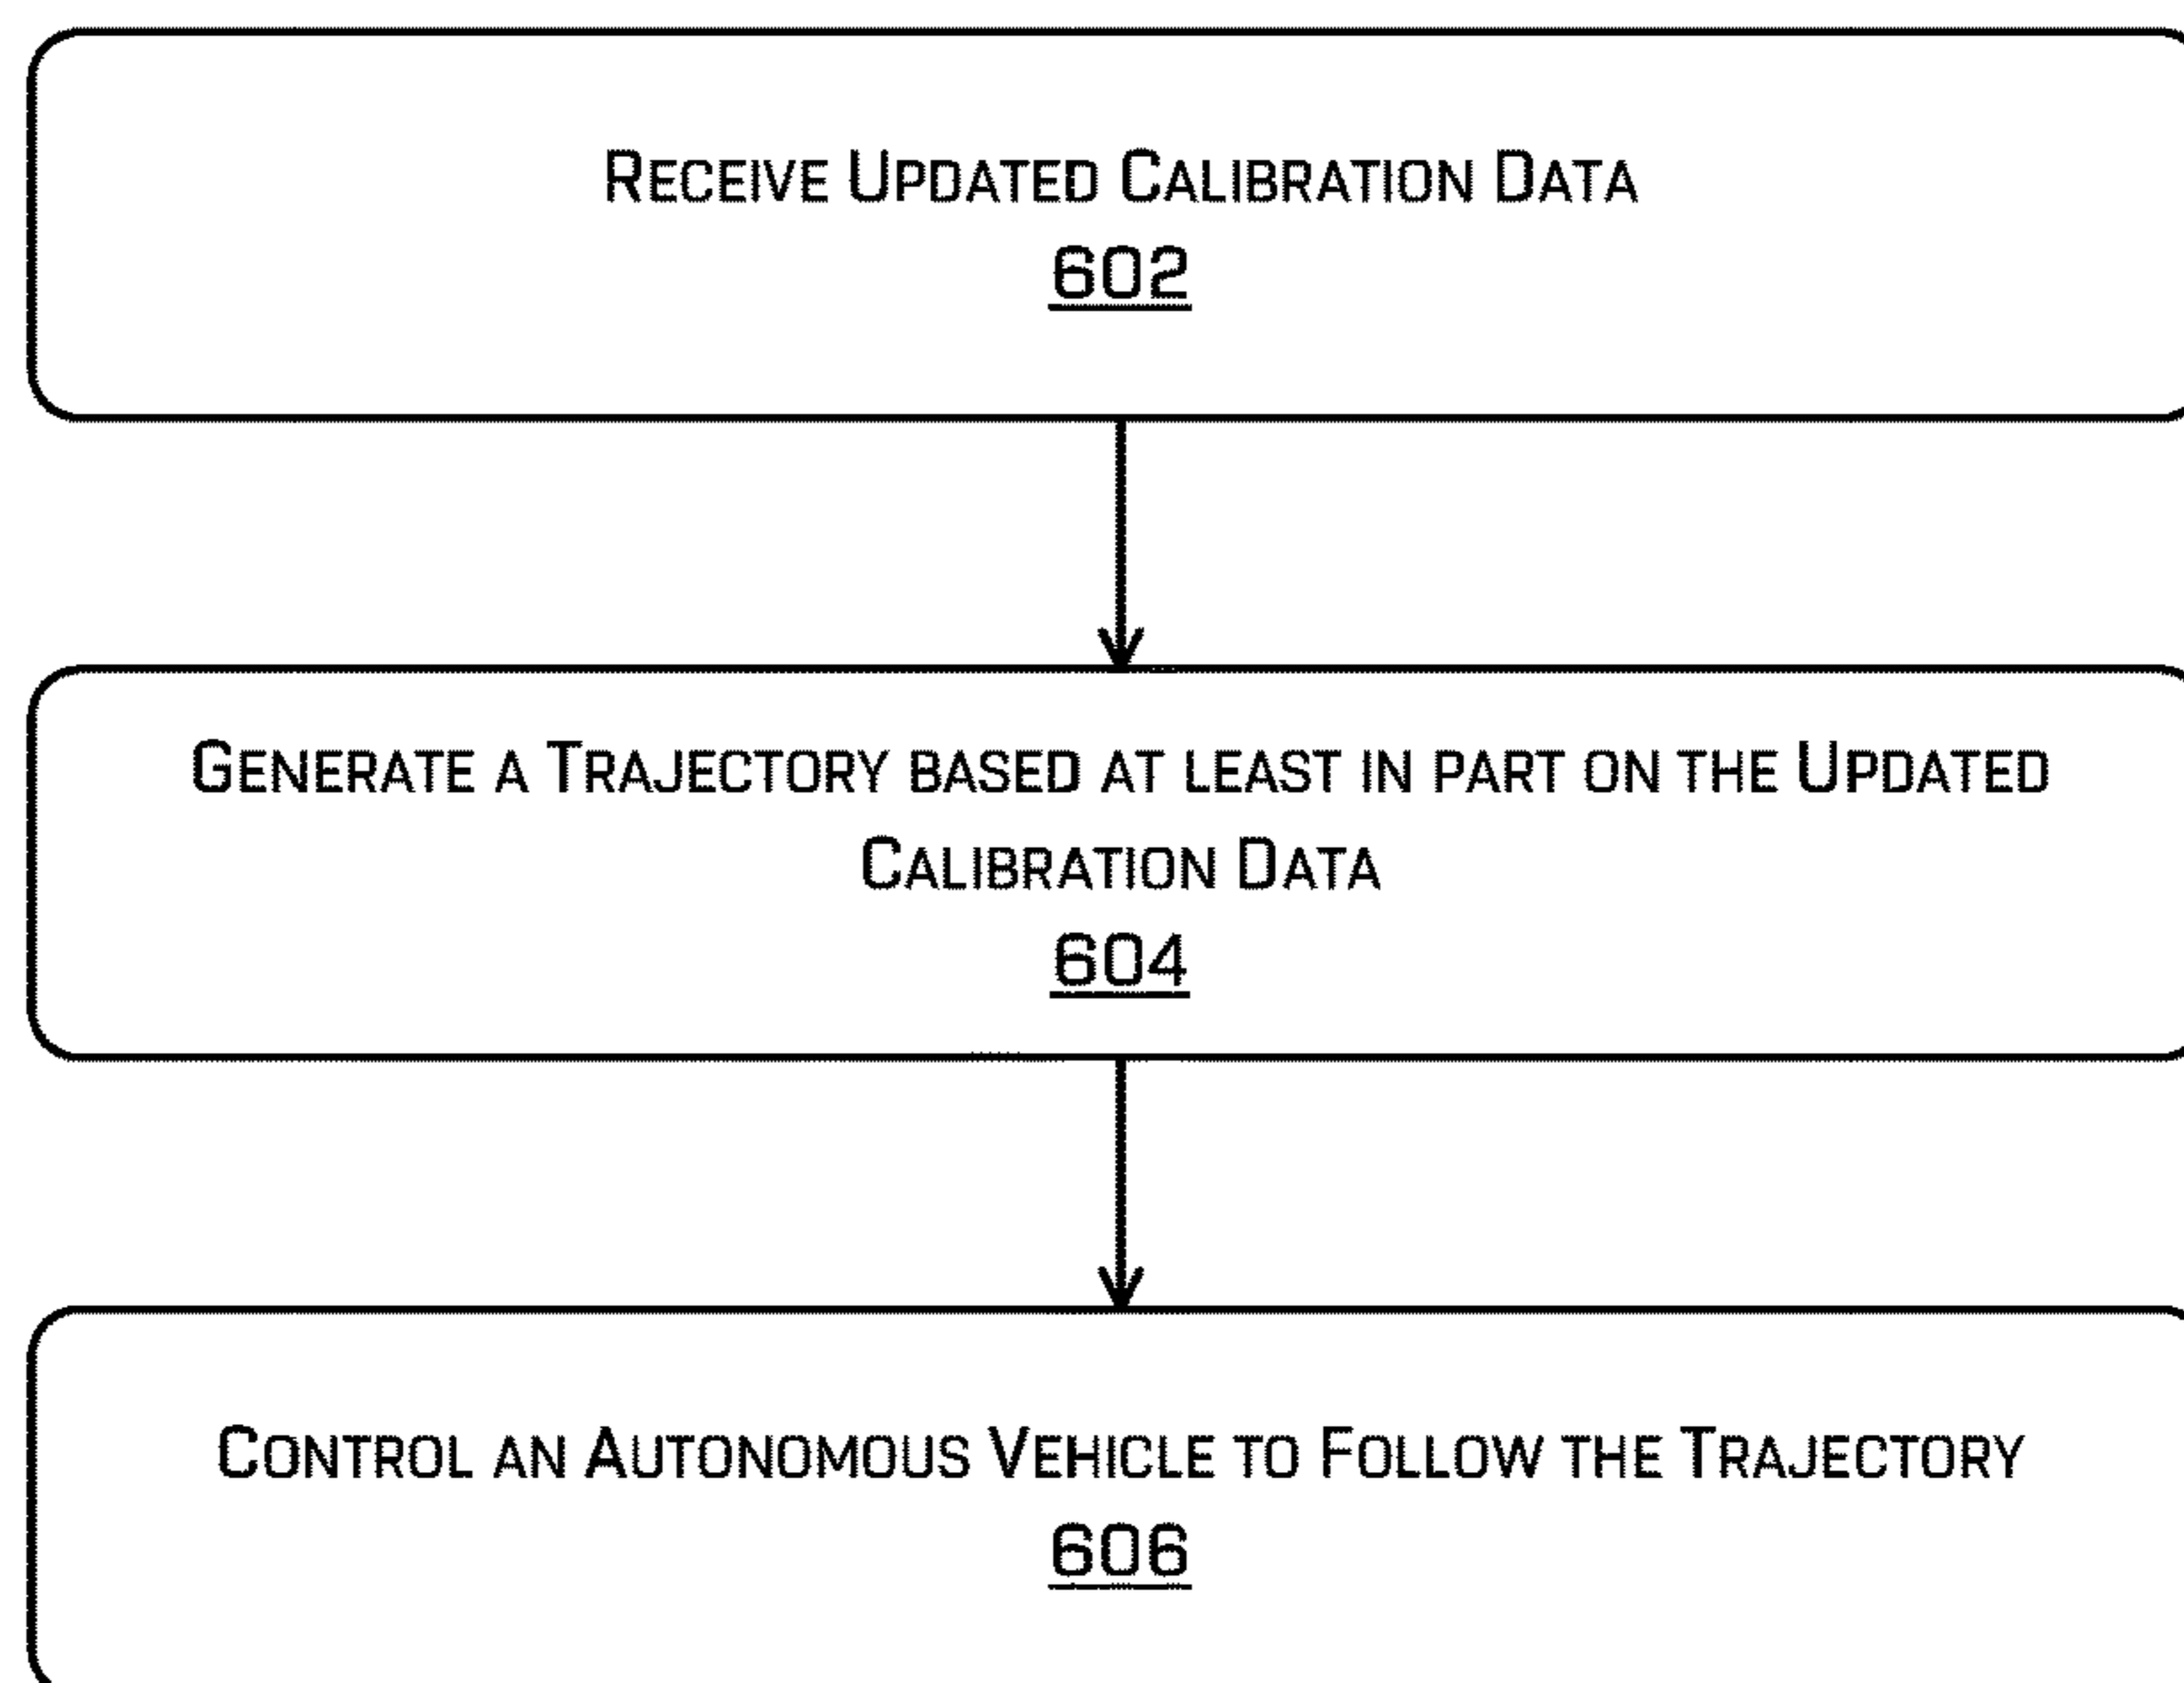 Receive Updated Calibration Data
602
Generate a Trajectory based at least in part on the Updated
Calibration Data
604
Control an Autonomous Vehicle to Follow the Trajectory
606